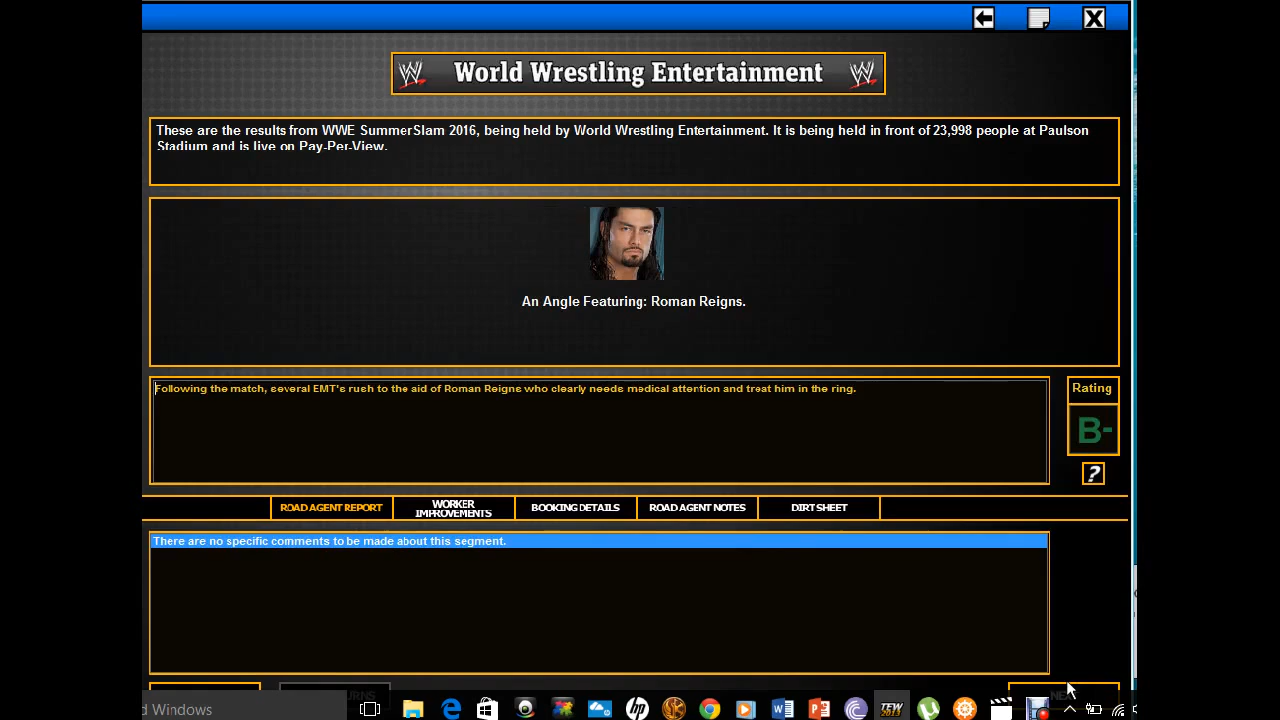 World Wrestling Entertainment
These are the results from WWE SummerSlam 2016, being held by World Wrestling Entertainment. It is being held in front of 23,998 people at Paulson
Stadium and is live on Pay-Per-View.
An Angle Featuring: Roman Reigns.
Following the match, several EMT's rush to the aid of Roman Reigns who clearly needs medical attention and treat him in the ring.
Rating
B-
?
ROAD AGENT REPORT
WORKER
IMPROVEMENTS
BOOKING DETAILS
ROAD AGENT NOTES
DIRT SHEET
There are no specific comments to be made about this segment.
d Windows
TEW
2013